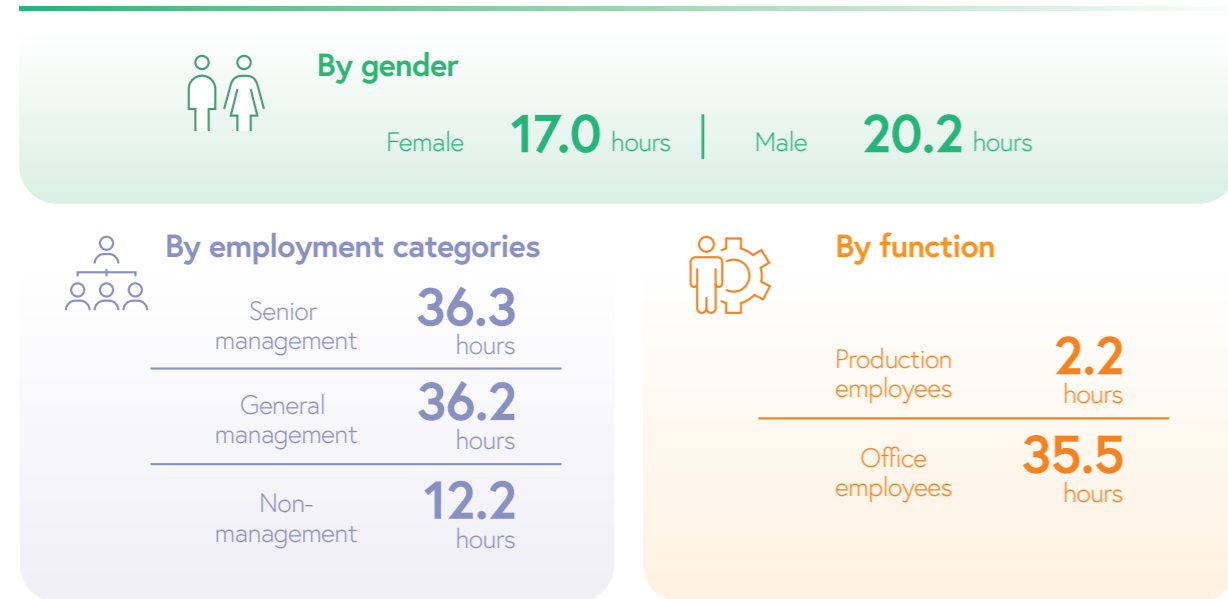 By gender
Female 17.0 hours | Male 20.2 hours
By employment categories
Senior
management
36.3
hours
General
management
36.2
hours
Non-
management
12.2
hours
By function
Production
employees
2.2
hours
Office
employees
35.5
hours